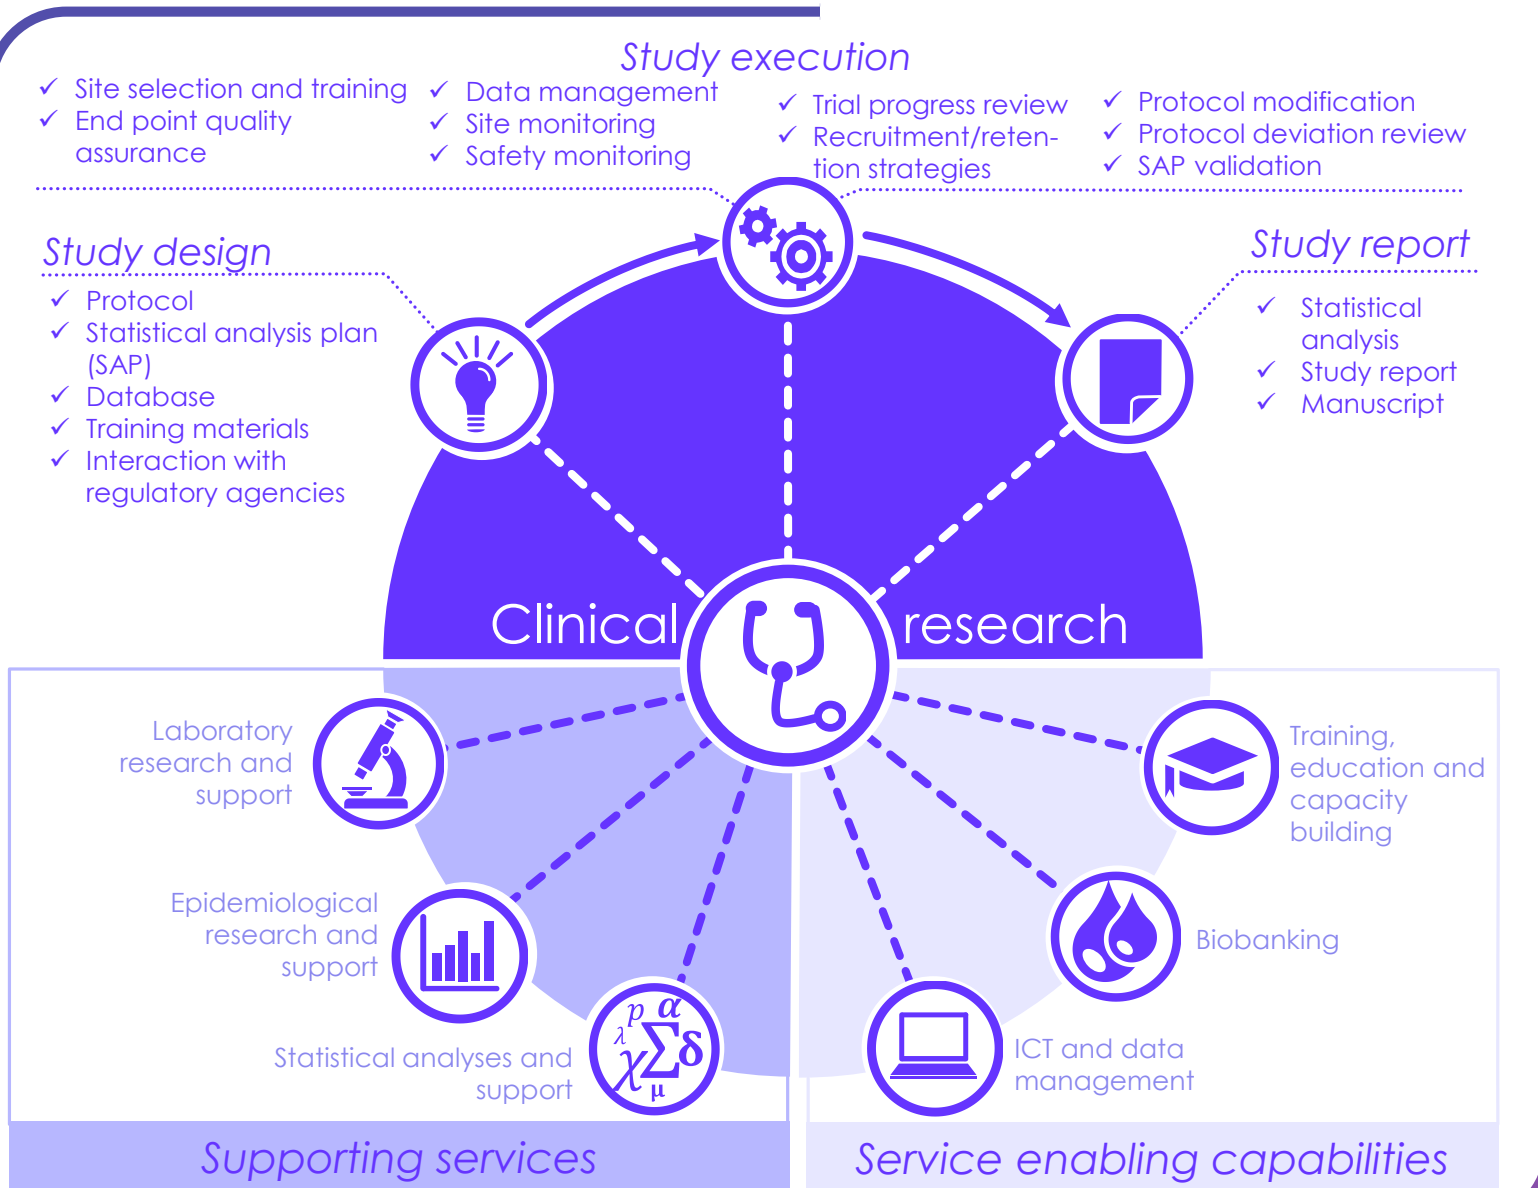 Study execution
Site selection and training
End point quality
assurance
Data management
Site monitoring
Safety monitoring
Trial progress review
Recruitment/reten-
tion strategies
Protocol modification
Protocol deviation review
SAP validation
Study design
Protocol
Statistical analysis plan
(SAP)
Database
Training materials
Interaction with
regulatory agencies
Study report
Statistical
analysis
Study report
Manuscript
Clinical research
Laboratory
research and
support
Epidemiological
research and
support
Statistical analyses and
support
λ p α
χ Σ δ
μ
Training,
education and
capacity
building
Biobanking
ICT and data
management
Supporting services
Service enabling capabilities